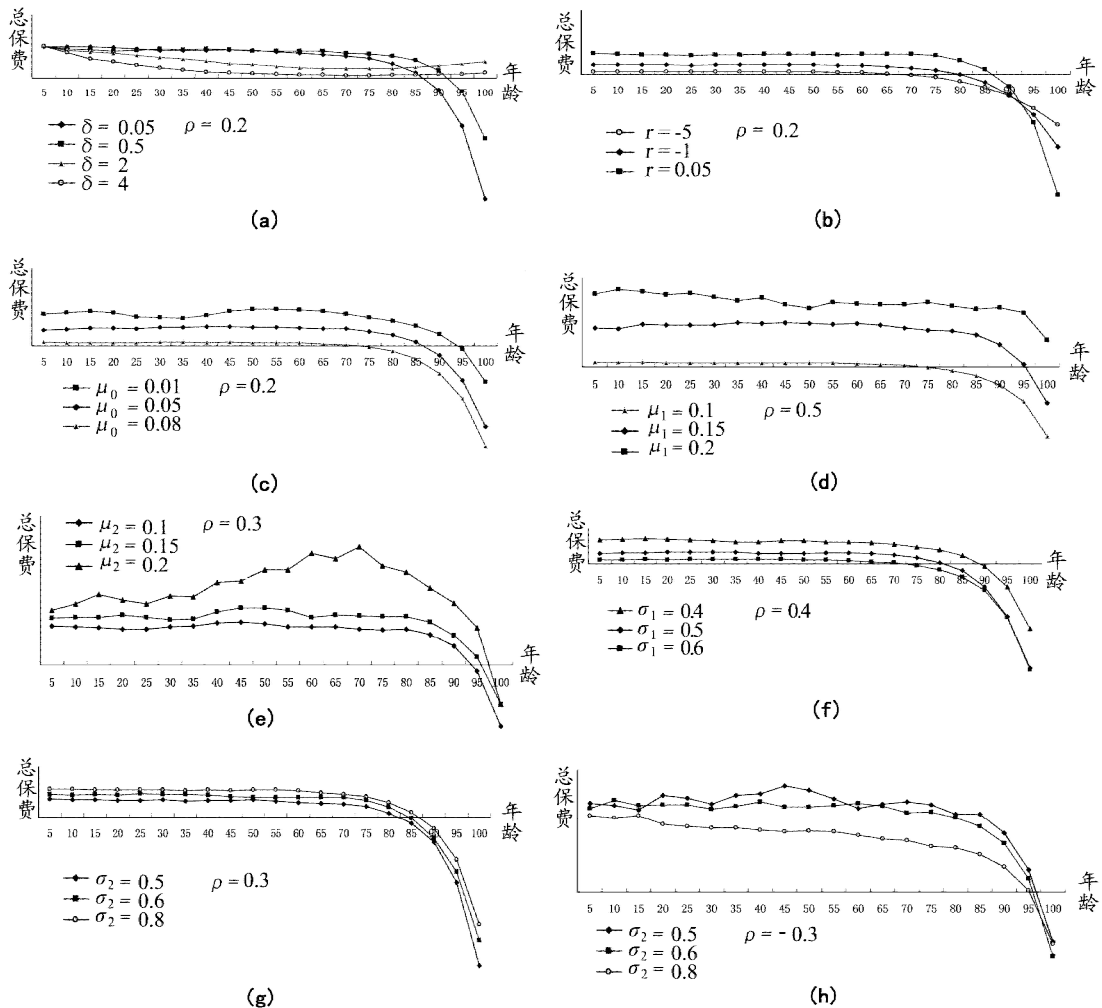 总保费
年龄
5 10 15 20 25 30 35 40 45 50 55 60 65 70 75 80 85 90 95 100
δ = 0.05 ρ = 0.2
δ = 0.5
δ = 2
δ = 4
(a)
总保费
年龄
5 10 15 20 25 30 35 40 45 50 55 60 65 70 75 80 85 90 95 100
r = -5 ρ = 0.2
r = -1
r = 0.05
(b)
总保费
年龄
5 10 15 20 25 30 35 40 45 50 55 60 65 70 75 80 85 90 95 100
μ₀ = 0.01 ρ = 0.2
μ₀ = 0.05
μ₀ = 0.08
(c)
总保费
年龄
5 10 15 20 25 30 35 40 45 50 55 60 65 70 75 80 85 90 95 100
μ₁ = 0.1 ρ = 0.5
μ₁ = 0.15
μ₁ = 0.2
(d)
总保费
μ₂ = 0.1 ρ = 0.3
μ₂ = 0.15
μ₂ = 0.2
年龄
5 10 15 20 25 30 35 40 45 50 55 60 65 70 75 80 85 90 95 100
(e)
总保费
年龄
5 10 15 20 25 30 35 40 45 50 55 60 65 70 75 80 85 90 95 100
σ₁ = 0.4 ρ = 0.4
σ₁ = 0.5
σ₁ = 0.6
(f)
总保费
年龄
5 10 15 20 25 30 35 40 45 50 55 60 65 70 75 80 85 90 95 100
σ₂ = 0.5 ρ = 0.3
σ₂ = 0.6
σ₂ = 0.8
(g)
总保费
年龄
5 10 15 20 25 30 35 40 45 50 55 60 65 70 75 80 85 90 95 100
σ₂ = 0.5 ρ = - 0.3
σ₂ = 0.6
σ₂ = 0.8
(h)